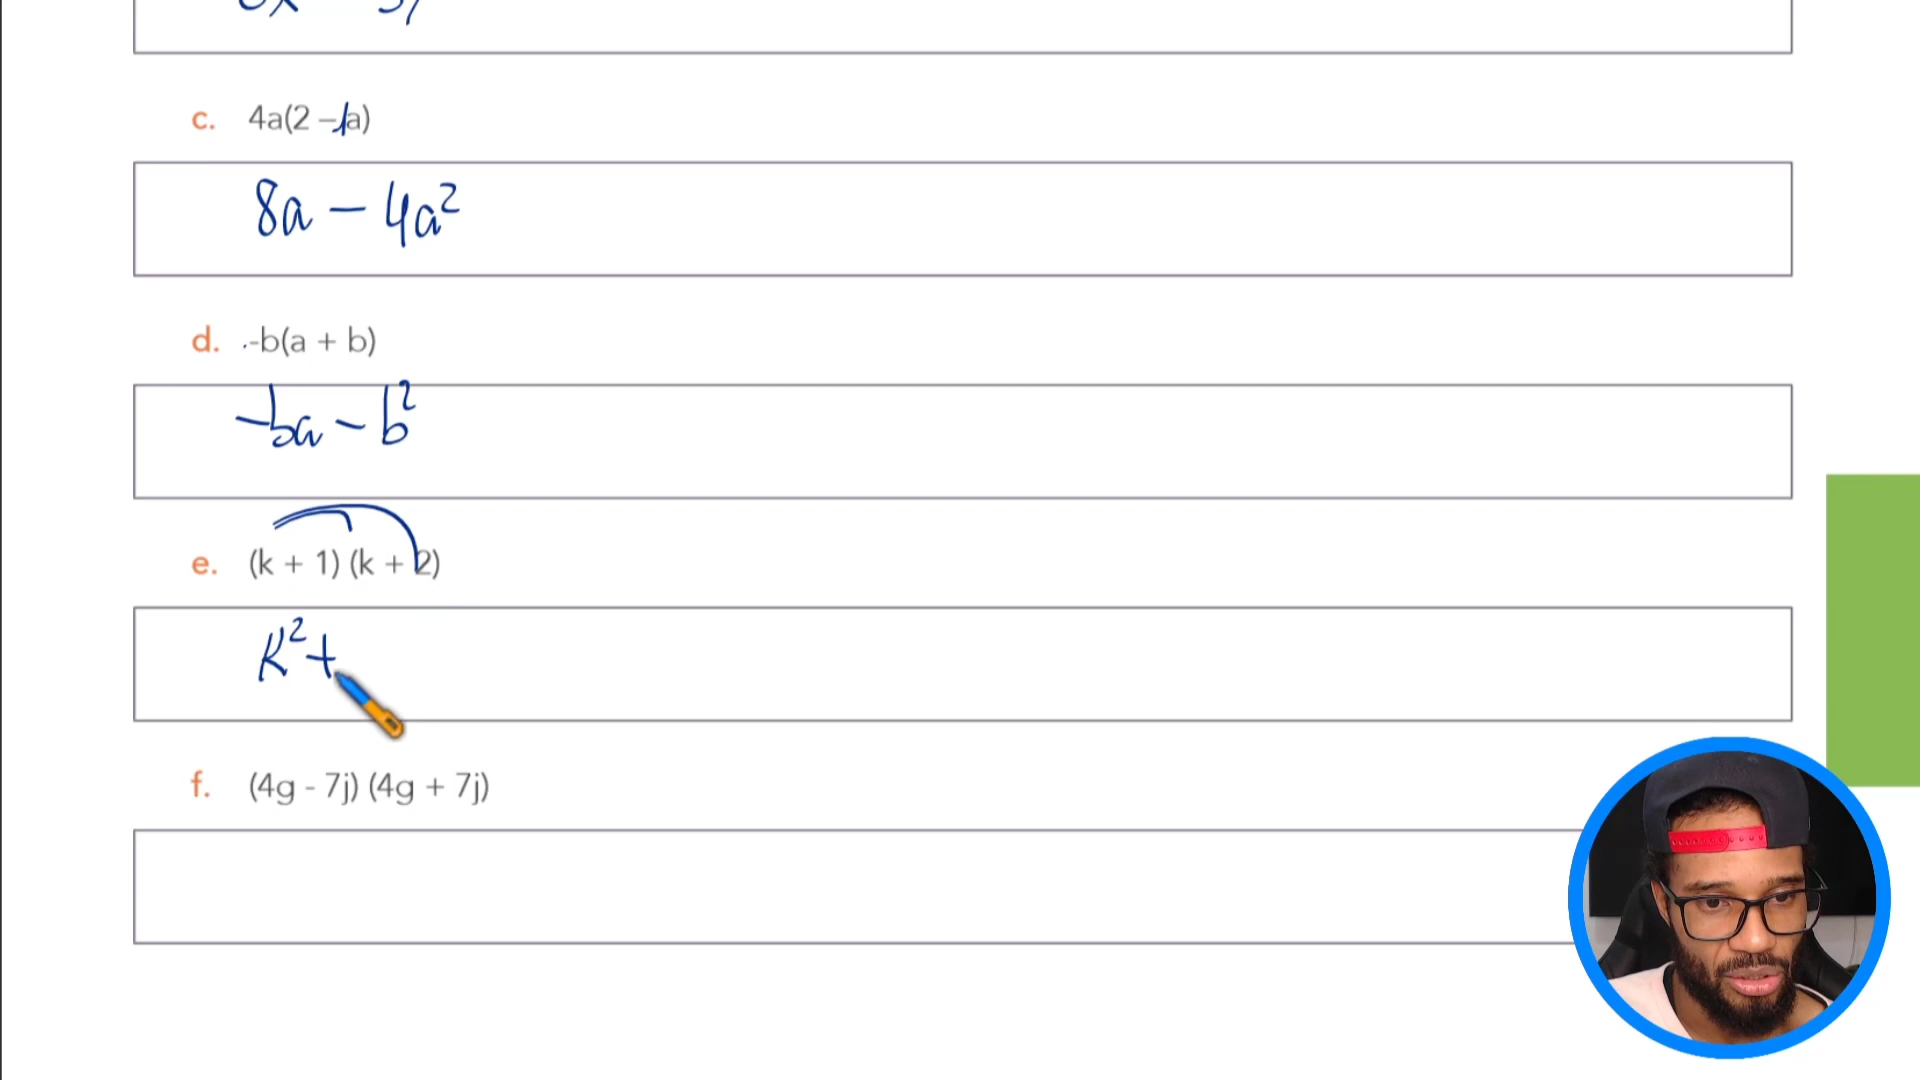 c. 4a(2 – a)
8a – 4a²
d. -b(a + b)
-ba – b²
e. (k + 1) (k + 2)
k² +
f. (4g - 7j) (4g + 7j)